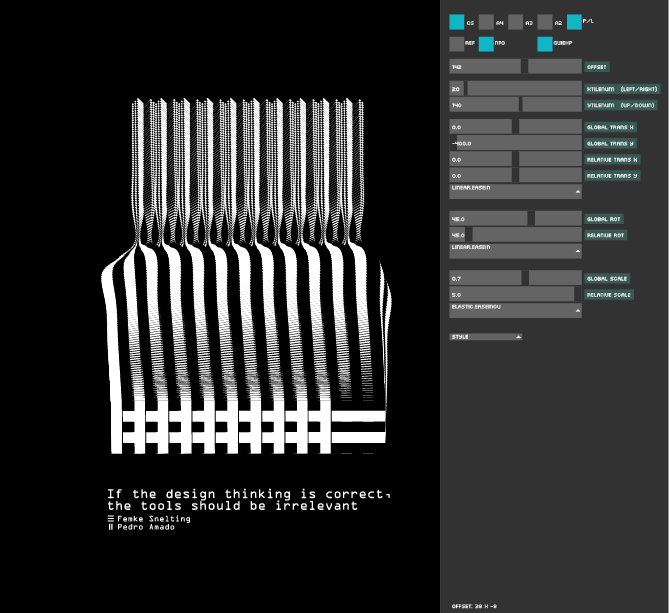 CS A4 A3 A2 P/L
REF INFO GUIEXP
142 OFFSET
20 XTILENUM (LEFT/RIGHT)
140 YTILENUM (UP/DOWN)
0.0 GLOBAL TRANS X
-400.0 GLOBAL TRANS Y
0.0 RELATIVE TRANS X
0.0 RELATIVE TRANS Y
LINEAR.EASEIN
45.0 GLOBAL ROT
45.0 RELATIVE ROT
LINEAR.EASEIN
0.7 GLOBAL SCALE
5.0 RELATIVE SCALE
ELASTIC.EASEINOU
STYLE
If the design thinking is correct,
the tools should be irrelevant
Femke Snelting
Pedro Amado
OFFSET: 38 X -8